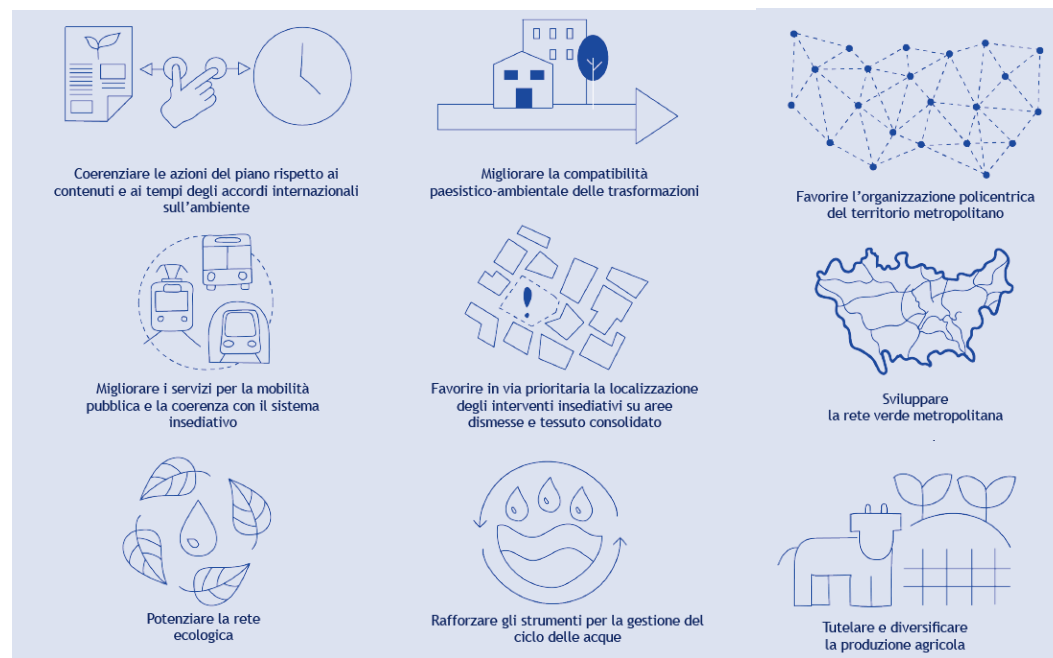 Coerenziare le azioni del piano rispetto ai
contenuti e ai tempi degli accordi internazionali
sull'ambiente
Migliorare la compatibilità
paesistico-ambientale delle trasformazioni
Favorire l'organizzazione policentrica
del territorio metropolitano
Migliorare i servizi per la mobilità
pubblica e la coerenza con il sistema
insediativo
Favorire in via prioritaria la localizzazione
degli interventi insediativi su aree
dismesse e tessuto consolidato
Sviluppare
la rete verde metropolitana
Potenziare la rete
ecologica
Rafforzare gli strumenti per la gestione del
ciclo delle acque
Tutelare e diversificare
la produzione agricola